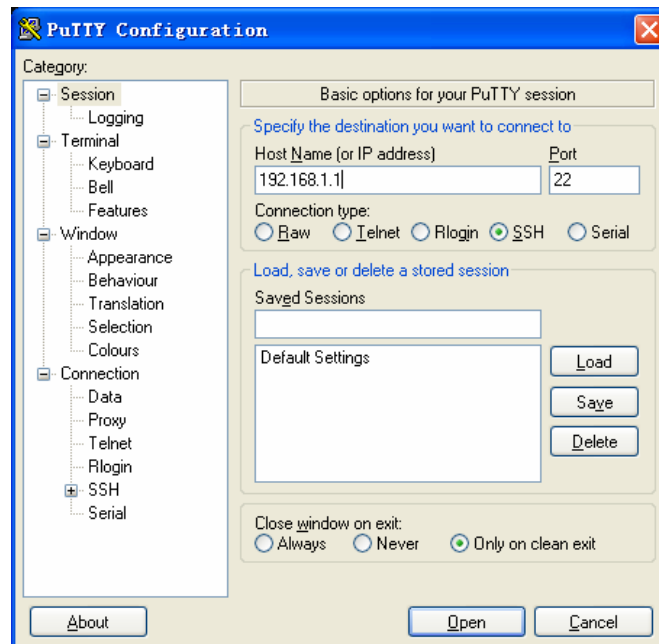 PuTTY Configuration
Category:
Session
Logging
Terminal
Keyboard
Bell
Features
Window
Appearance
Behaviour
Translation
Selection
Colours
Connection
Data
Proxy
Telnet
Rlogin
SSH
Serial
Basic options for your PuTTY session
Specify the destination you want to connect to
Host Name (or IP address) Port
192.168.1.1 22
Connection type:
Raw Telnet Rlogin SSH Serial
Load, save or delete a stored session
Saved Sessions
Default Settings
Load
Save
Delete
Close window on exit:
Always Never Only on clean exit
About Open Cancel